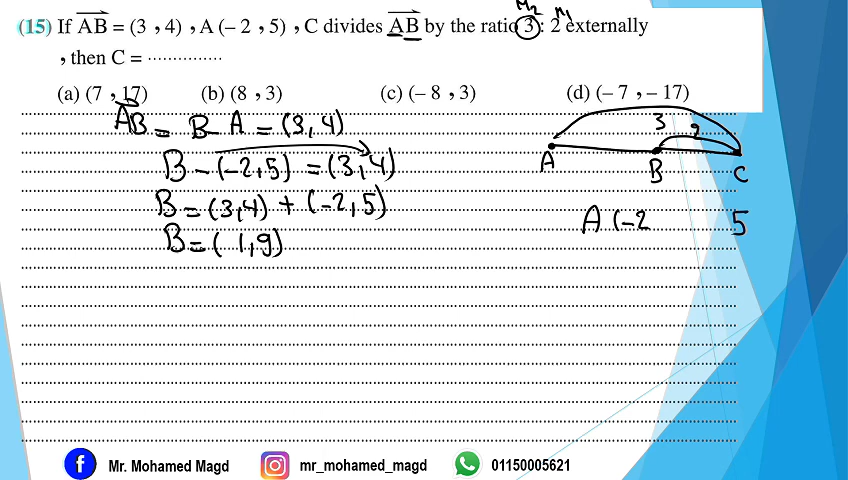 M2 M1
(15) If AB = (3 , 4) , A (– 2 , 5) , C divides AB by the ratio 3 : 2 externally
, then C = ...............
(a) (7 , 17) (b) (8 , 3) (c) (– 8 , 3) (d) (– 7 , – 17)
AB = B - A = (3, 4)
B - (-2, 5) = (3, 4)
B = (3,4) + (-2, 5)
B = ( 1, 9)
3 2
A B C
A (-2 5
Mr. Mohamed Magd mr_mohamed_magd 01150005621